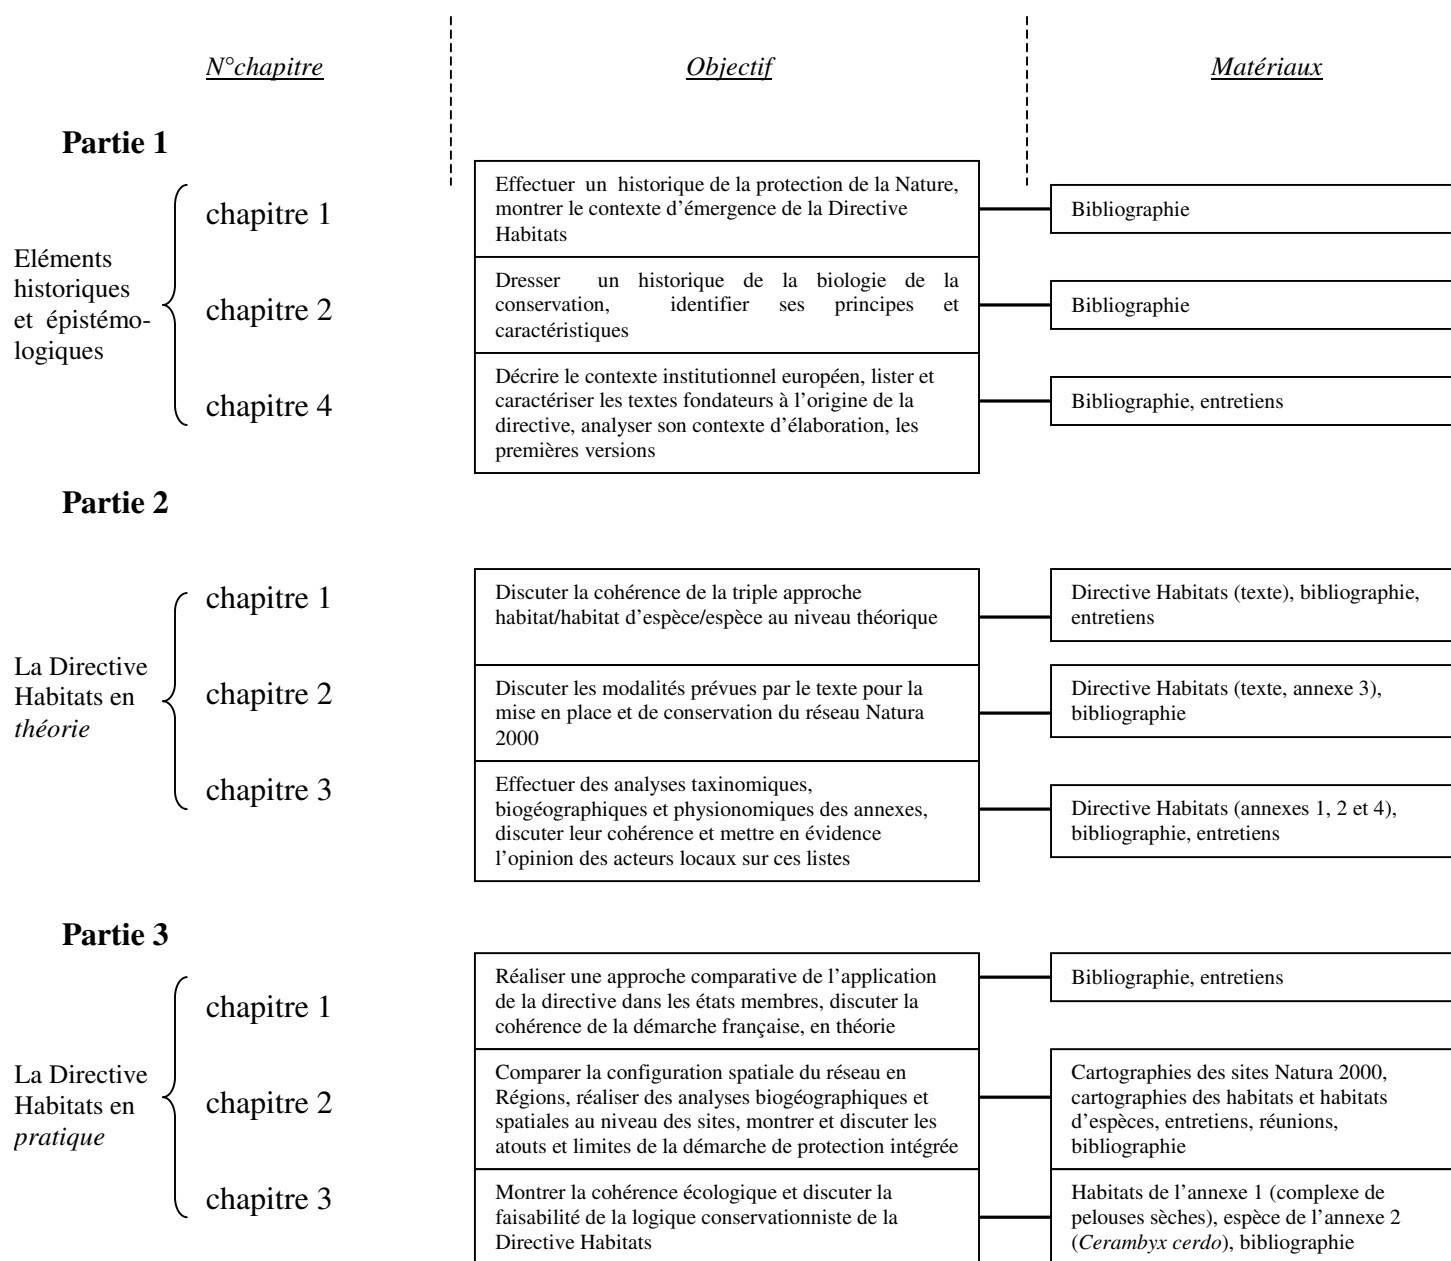 N°chapitre
Objectif
Matériaux
Partie 1
Eléments
historiques
et épistémo-
logiques
chapitre 1
Effectuer un historique de la protection de la Nature,
montrer le contexte d'émergence de la Directive
Habitats
Bibliographie
chapitre 2
Dresser un historique de la biologie de la
conservation, identifier ses principes et
caractéristiques
Bibliographie
chapitre 4
Décrire le contexte institutionnel européen, lister et
caractériser les textes fondateurs à l'origine de la
directive, analyser son contexte d'élaboration, les
premières versions
Bibliographie, entretiens
Partie 2
La Directive
Habitats en
théorie
chapitre 1
Discuter la cohérence de la triple approche
habitat/habitat d'espèce/espèce au niveau théorique
Directive Habitats (texte), bibliographie,
entretiens
chapitre 2
Discuter les modalités prévues par le texte pour la
mise en place et de conservation du réseau Natura
2000
Directive Habitats (texte, annexe 3),
bibliographie
chapitre 3
Effectuer des analyses taxinomiques,
biogéographiques et physionomiques des annexes,
discuter leur cohérence et mettre en évidence
l'opinion des acteurs locaux sur ces listes
Directive Habitats (annexes 1, 2 et 4),
bibliographie, entretiens
Partie 3
La Directive
Habitats en
pratique
chapitre 1
Réaliser une approche comparative de l'application
de la directive dans les états membres, discuter la
cohérence de la démarche française, en théorie
Bibliographie, entretiens
chapitre 2
Comparer la configuration spatiale du réseau en
Régions, réaliser des analyses biogéographiques et
spatiales au niveau des sites, montrer et discuter les
atouts et limites de la démarche de protection intégrée
Cartographies des sites Natura 2000,
cartographies des habitats et habitats
d'espèces, entretiens, réunions,
bibliographie
chapitre 3
Montrer la cohérence écologique et discuter la
faisabilité de la logique conservationniste de la
Directive Habitats
Habitats de l'annexe 1 (complexe de
pelouses sèches), espèce de l'annexe 2
(Cerambyx cerdo), bibliographie